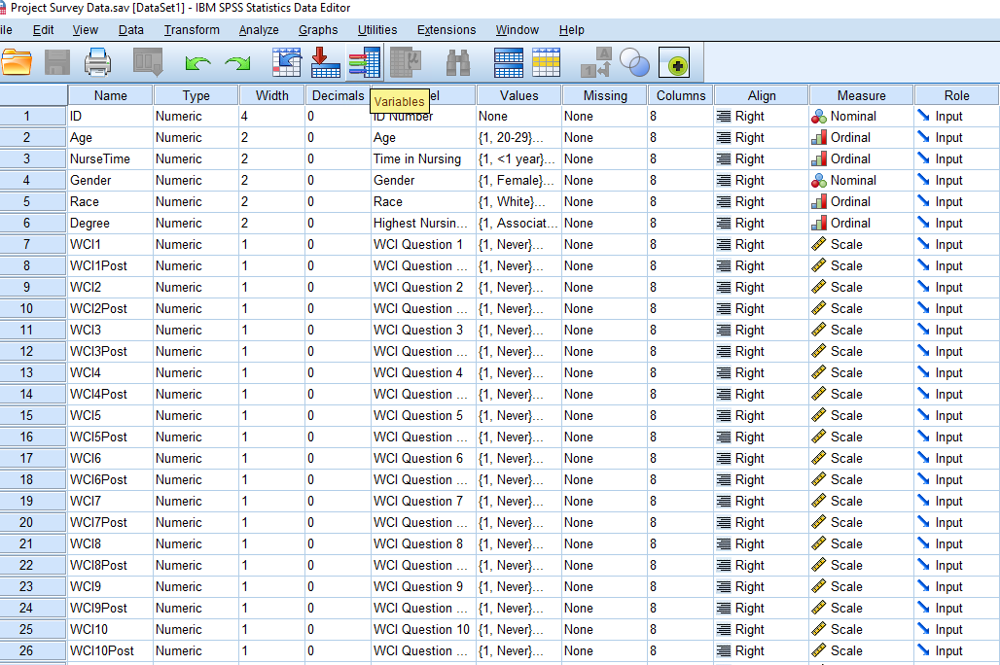 Project Survey Data.sav [DataSet1] - IBM SPSS Statistics Data Editor
ile Edit View Data Transform Analyze Graphs Utilities Extensions Window Help
Name Type Width Decimals Variables el Values Missing Columns Align Measure Role
1 ID Numeric 4 0 ID Number None None 8 Right Nominal Input
2 Age Numeric 2 0 Age {1, 20-29}... None 8 Right Ordinal Input
3 NurseTime Numeric 2 0 Time in Nursing {1, <1 year}... None 8 Right Ordinal Input
4 Gender Numeric 2 0 Gender {1, Female}... None 8 Right Nominal Input
5 Race Numeric 2 0 Race {1, White}... None 8 Right Ordinal Input
6 Degree Numeric 2 0 Highest Nursin... {1, Associat... None 8 Right Ordinal Input
7 WCI1 Numeric 1 0 WCI Question 1 {1, Never}... None 8 Right Scale Input
8 WCI1Post Numeric 1 0 WCI Question ... {1, Never}... None 8 Right Scale Input
9 WCI2 Numeric 1 0 WCI Question 2 {1, Never}... None 8 Right Scale Input
10 WCI2Post Numeric 1 0 WCI Question ... {1, Never}... None 8 Right Scale Input
11 WCI3 Numeric 1 0 WCI Question 3 {1, Never}... None 8 Right Scale Input
12 WCI3Post Numeric 1 0 WCI Question ... {1, Never}... None 8 Right Scale Input
13 WCI4 Numeric 1 0 WCI Question 4 {1, Never}... None 8 Right Scale Input
14 WCI4Post Numeric 1 0 WCI Question ... {1, Never}... None 8 Right Scale Input
15 WCI5 Numeric 1 0 WCI Question 5 {1, Never}... None 8 Right Scale Input
16 WCI5Post Numeric 1 0 WCI Question ... {1, Never}... None 8 Right Scale Input
17 WCI6 Numeric 1 0 WCI Question 6 {1, Never}... None 8 Right Scale Input
18 WCI6Post Numeric 1 0 WCI Question ... {1, Never}... None 8 Right Scale Input
19 WCI7 Numeric 1 0 WCI Question 7 {1, Never}... None 8 Right Scale Input
20 WCI7Post Numeric 1 0 WCI Question ... {1, Never}... None 8 Right Scale Input
21 WCI8 Numeric 1 0 WCI Question 8 {1, Never}... None 8 Right Scale Input
22 WCI8Post Numeric 1 0 WCI Question ... {1, Never}... None 8 Right Scale Input
23 WCI9 Numeric 1 0 WCI Question 9 {1, Never}... None 8 Right Scale Input
24 WCI9Post Numeric 1 0 WCI Question ... {1, Never}... None 8 Right Scale Input
25 WCI10 Numeric 1 0 WCI Question 10 {1, Never}... None 8 Right Scale Input
26 WCI10Post Numeric 1 0 WCI Question ... {1, Never}... None 8 Right Scale Input